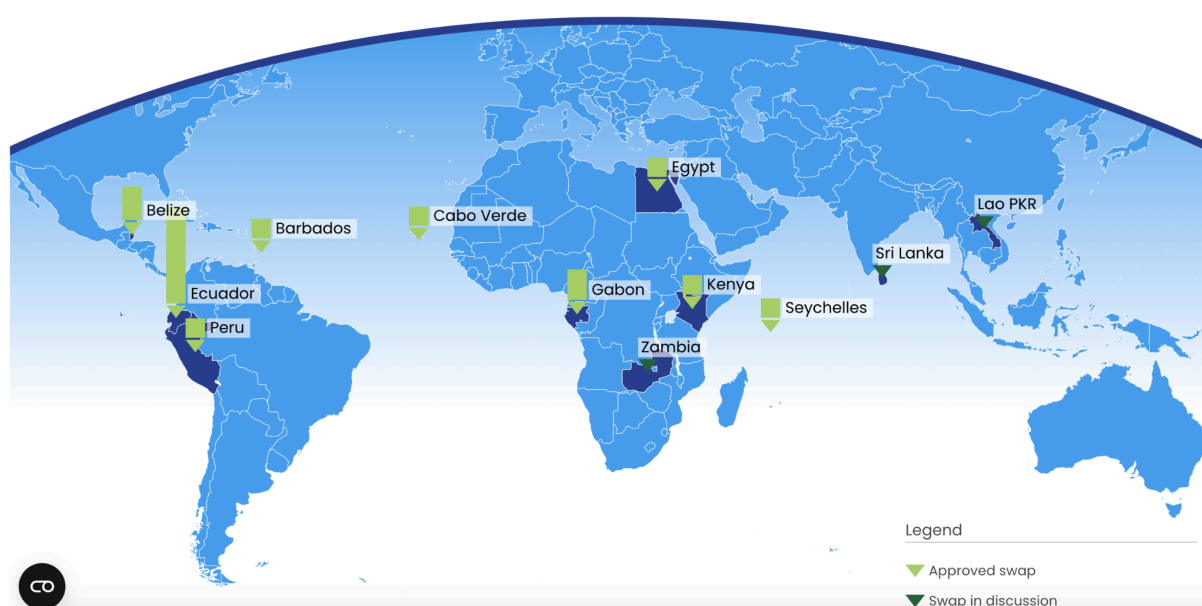 Egypt
Lao PKR
Belize
Cabo Verde
Barbados
Sri Lanka
Gabon
Kenya
Ecuador
Seychelles
Peru
Zambia
Legend
Approved swap
Swap in discussion